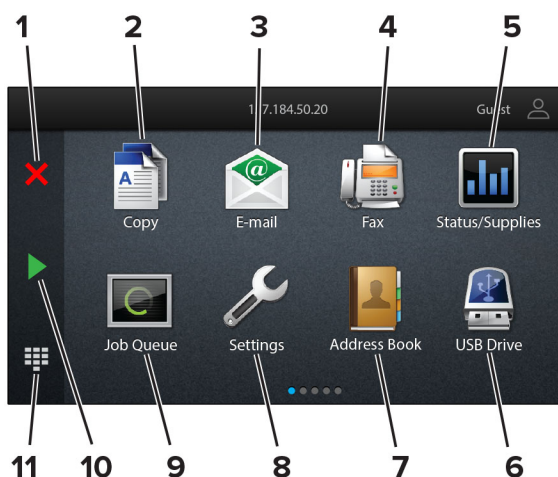 1 2 3 4 5
Guest
A @
Copy E-mail Fax Status/Supplies
Job Queue Settings Address Book USB Drive
11 10 9 8 7 6